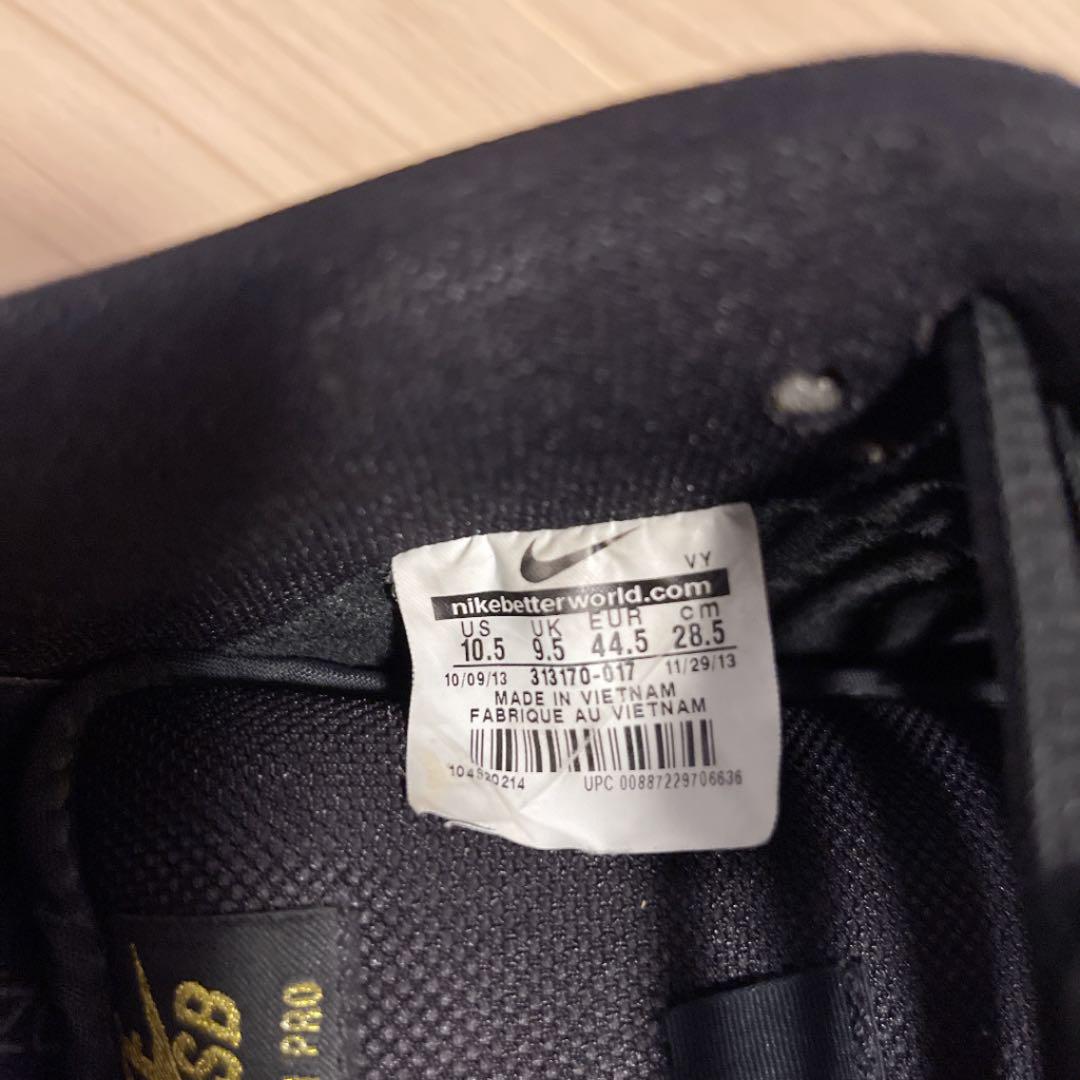 VY
nikebetterworld.com
US UK EUR cm
10.5 9.5 44.5 28.5
10/09/13 313170-017 11/29/13
MADE IN VIETNAM
FABRIQUE AU VIETNAM
UPC 00887229706636
SB
PRO